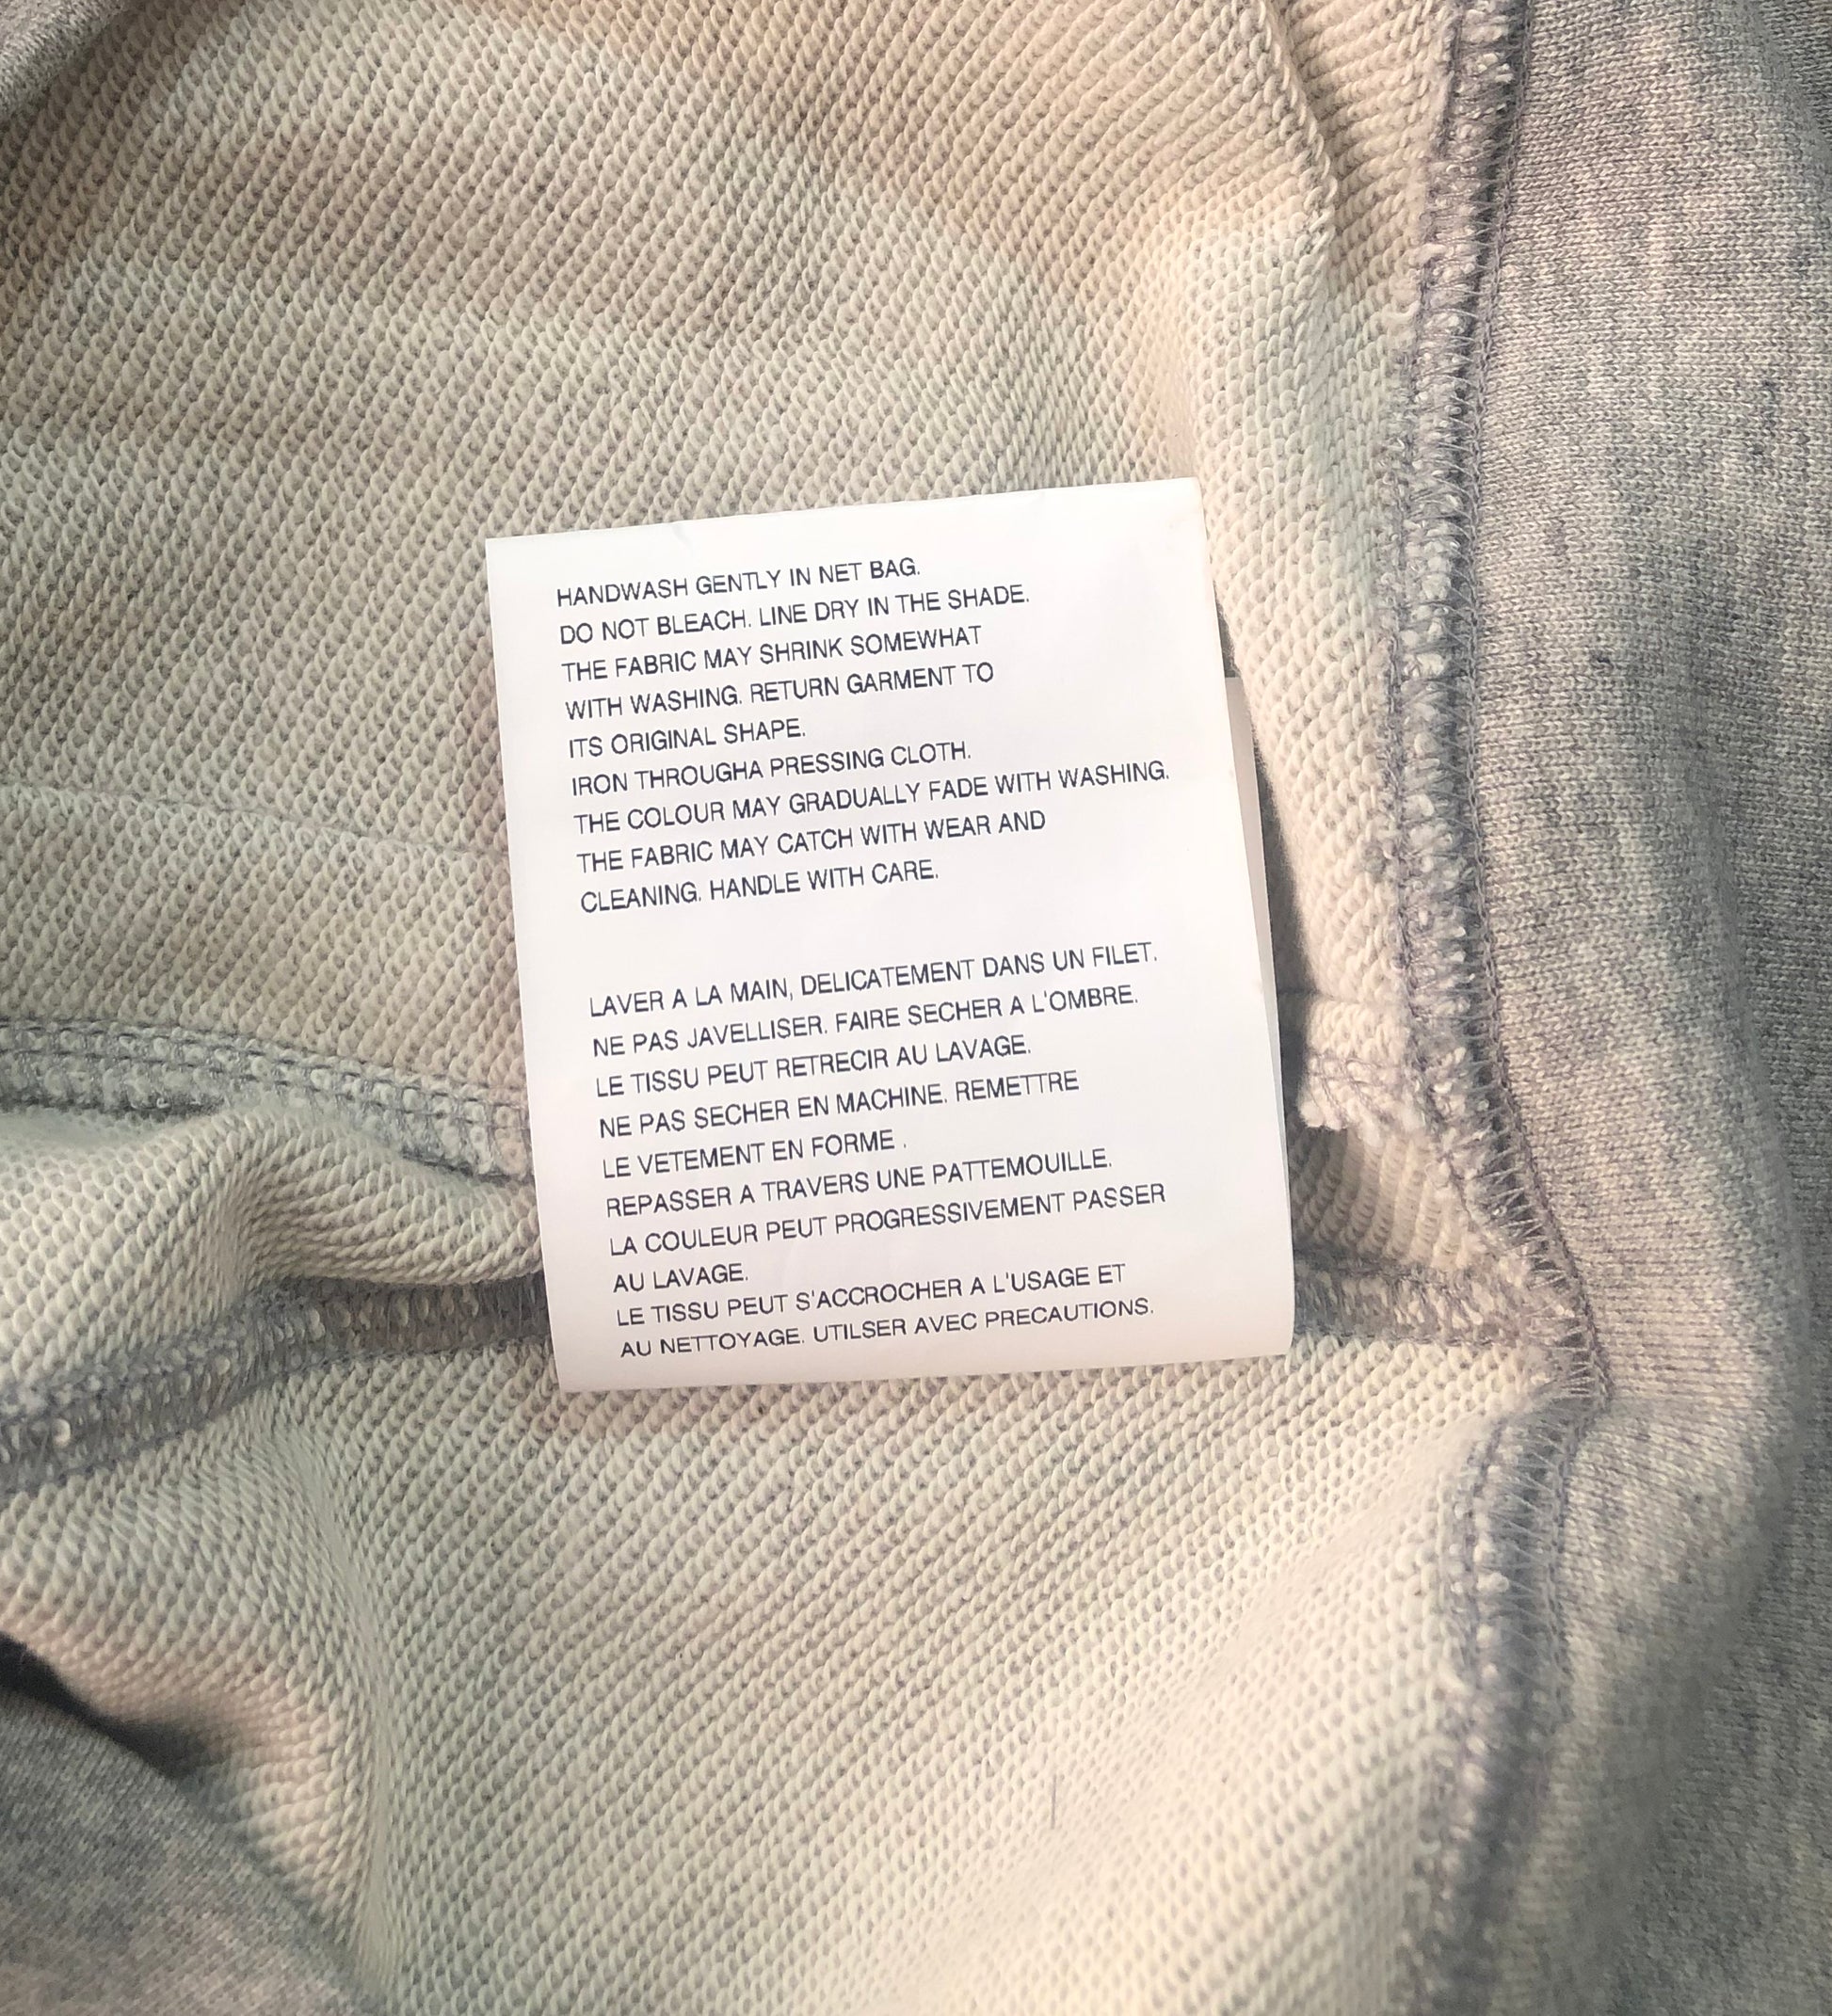 HANDWASH GENTLY IN NET BAG.
DO NOT BLEACH. LINE DRY IN THE SHADE.
THE FABRIC MAY SHRINK SOMEWHAT
WITH WASHING. RETURN GARMENT TO
ITS ORIGINAL SHAPE.
IRON THROUGHA PRESSING CLOTH.
THE COLOUR MAY GRADUALLY FADE WITH WASHING.
THE FABRIC MAY CATCH WITH WEAR AND
CLEANING. HANDLE WITH CARE.
LAVER A LA MAIN, DELICATEMENT DANS UN FILET.
NE PAS JAVELLISER. FAIRE SECHER A L'OMBRE.
LE TISSU PEUT RETRECIR AU LAVAGE.
NE PAS SECHER EN MACHINE. REMETTRE
LE VETEMENT EN FORME .
REPASSER A TRAVERS UNE PATTEMOUILLE.
LA COULEUR PEUT PROGRESSIVEMENT PASSER
AU LAVAGE.
LE TISSU PEUT S'ACCROCHER A L'USAGE ET
AU NETTOYAGE. UTILSER AVEC PRECAUTIONS.